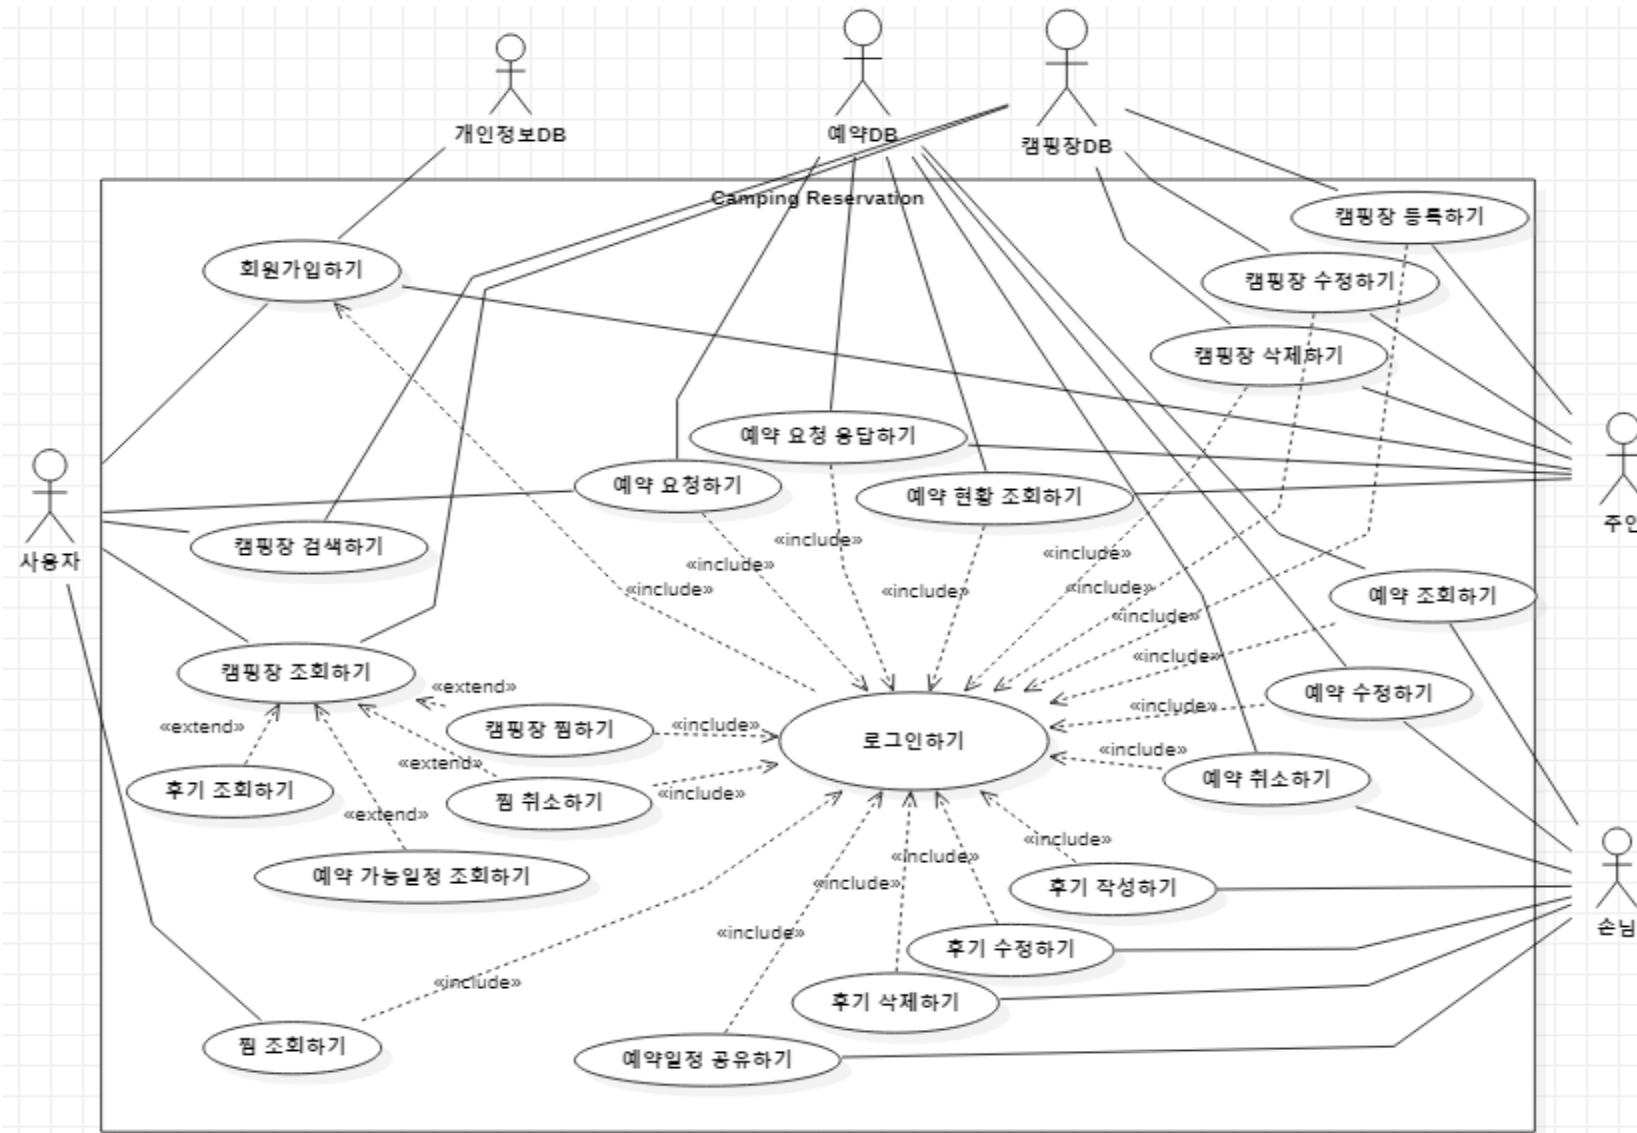 개인정보DB
예약DB
캠핑장DB
Camping Reservation
캠핑장 등록하기
회원가입하기
캠핑장 수정하기
캠핑장 삭제하기
예약 요청 응답하기
예약 요청하기
예약 현황 조회하기
주인
사용자
캠핑장 검색하기
«include»
«include»
«include»
«include»
«include»
«include»
«include»
예약 조회하기
«include»
캠핑장 조회하기
«extend»
예약 수정하기
«include»
«extend»
캠핑장 찜하기
«include»
로그인하기
«include»
«extend»
예약 취소하기
후기 조회하기
찜 취소하기
«include»
«extend»
«include»
«include»
«include»
예약 가능일정 조회하기
후기 작성하기
손님
«include»
후기 수정하기
«include»
후기 삭제하기
찜 조회하기
예약일정 공유하기